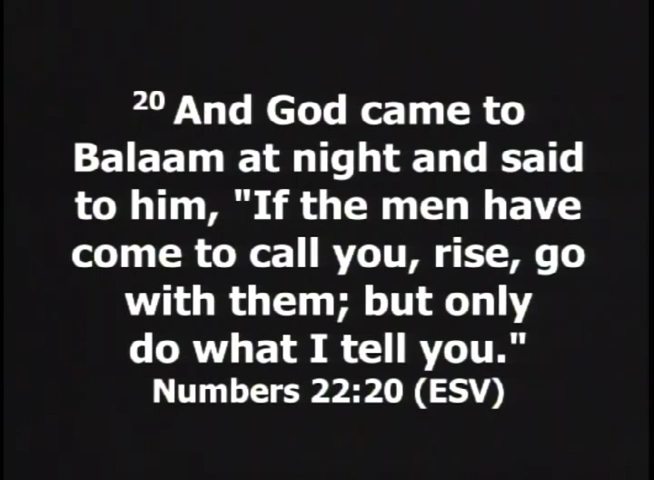 20 And God came to
Balaam at night and said
to him, "If the men have
come to call you, rise, go
with them; but only
do what I tell you."
Numbers 22:20 (ESV)